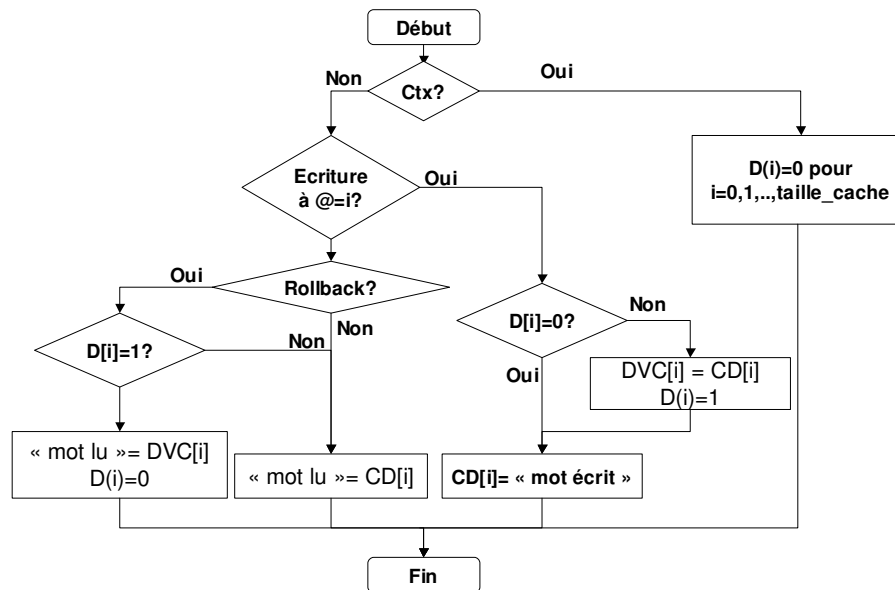 Début
Non
Oui
Ctx?
D(i)=0 pour
i=0,1,..,taille_cache
Ecriture
à @=i?
Oui
Oui
Rollback?
Non
Non
Non
D[i]=1?
D[i]=0?
Oui
DVC[i] = CD[i]
D(i)=1
« mot lu »= DVC[i]
D(i)=0
« mot lu »= CD[i]
CD[i]= « mot écrit »
Fin